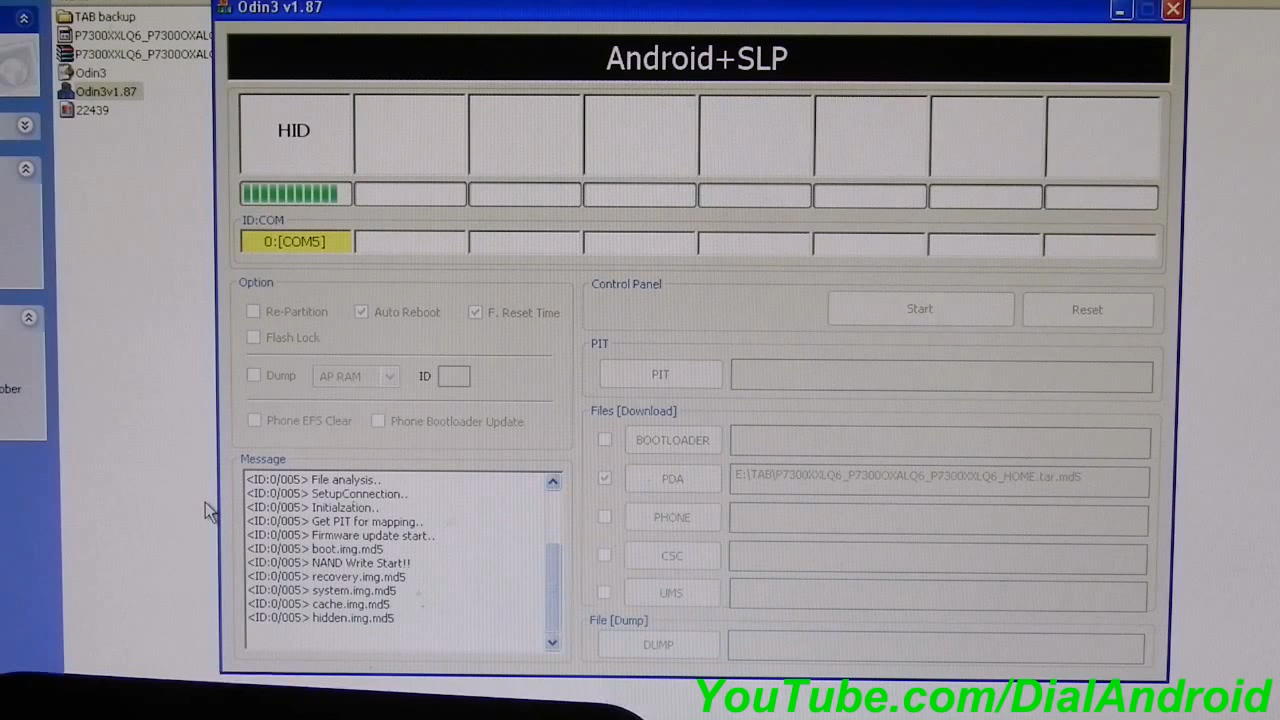 Odin3 v1.87
TAB backup
P7300XXLQ6_P7300OXALQ
P7300XXLQ6_P7300OXALQ
Odin3
Odin3v1.87
22439
ober
Android+SLP
HID
ID:COM
0:[COM5]
Option
Re-Partition
Auto Reboot
F. Reset Time
Flash Lock
Dump
AP RAM
ID
Phone EFS Clear
Phone Bootloader Update
Message
<ID:0/005> File analysis..
<ID:0/005> SetupConnection..
<ID:0/005> Initialzation..
<ID:0/005> Get PIT for mapping..
<ID:0/005> Firmware update start..
<ID:0/005> boot.img.md5
<ID:0/005> NAND Write Start!!
<ID:0/005> recovery.img.md5
<ID:0/005> system.img.md5
<ID:0/005> cache.img.md5
<ID:0/005> hidden.img.md5
Control Panel
Start
Reset
PIT
PIT
Files [Download]
BOOTLOADER
PDA
E:\TAB\P7300XXLQ6_P7300OXALQ6_P7300XXLQ6_HOME.tar.md5
PHONE
CSC
UMS
File [Dump]
DUMP
YouTube.com/DialAndroid